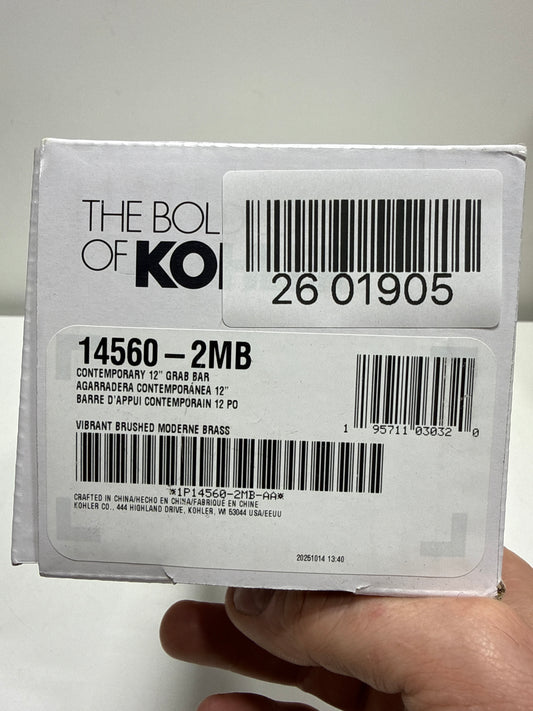 THE BOL
OF KO
26 01905
14560-2MB
CONTEMPORARY 12" GRAB BAR
AGARRADERA CONTEMPORÁNEA 12"
BARRE D'APPUI CONTEMPORAIN 12 PO
VIBRANT BRUSHED MODERNE BRASS
1 95711 03032 0
*1P14560-2MB-AA*
CRAFTED IN CHINA/HECHO EN CHINA/FABRIQUÉ EN CHINE
KOHLER CO., 444 HIGHLAND DRIVE, KOHLER, WI 53044 USA/EEUU
20251014 13:40